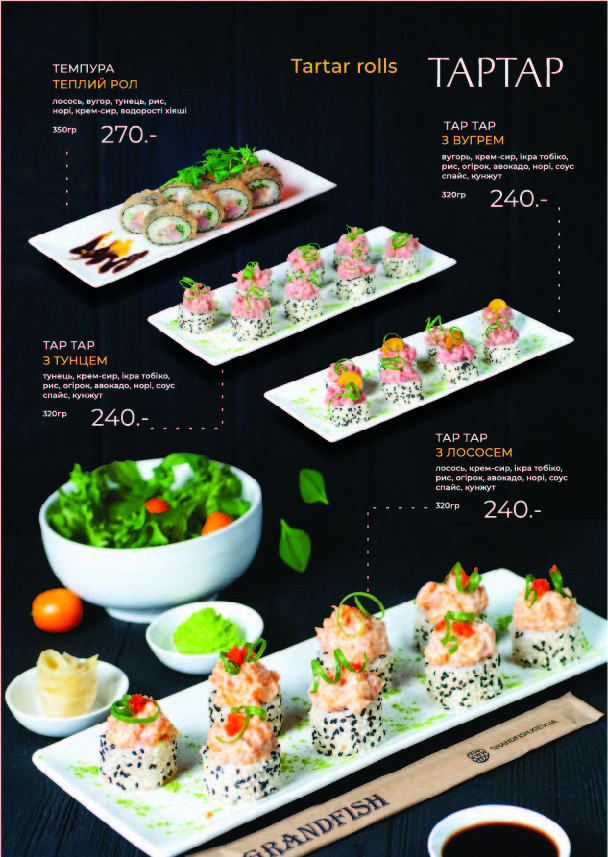 Tartar rolls
ТАРТАР
ТЕМПУРА
ТЕПЛИЙ РОЛ
лосось, вугор, тунець, рис,
норі, крем-сир, водорості хіяші
350гр
270.-
ТАР ТАР
З ВУГРЕМ
вугорь, крем-сир, ікра тобіко,
рис, огірок, авокадо, норі, соус
спайс, кунжут
320гр
240.-
ТАР ТАР
З ТУНЦЕМ
тунець, крем-сир, ікра тобіко,
рис, огірок, авокадо, норі, соус
спайс, кунжут
320гр
240.-
ТАР ТАР
З ЛОСОСЕМ
лосось, крем-сир, ікра тобіко,
рис, огірок, авокадо, норі, соус
спайс, кунжут
320гр
240.-
GRANDFISH
GRANDFISH.KIEV.UA